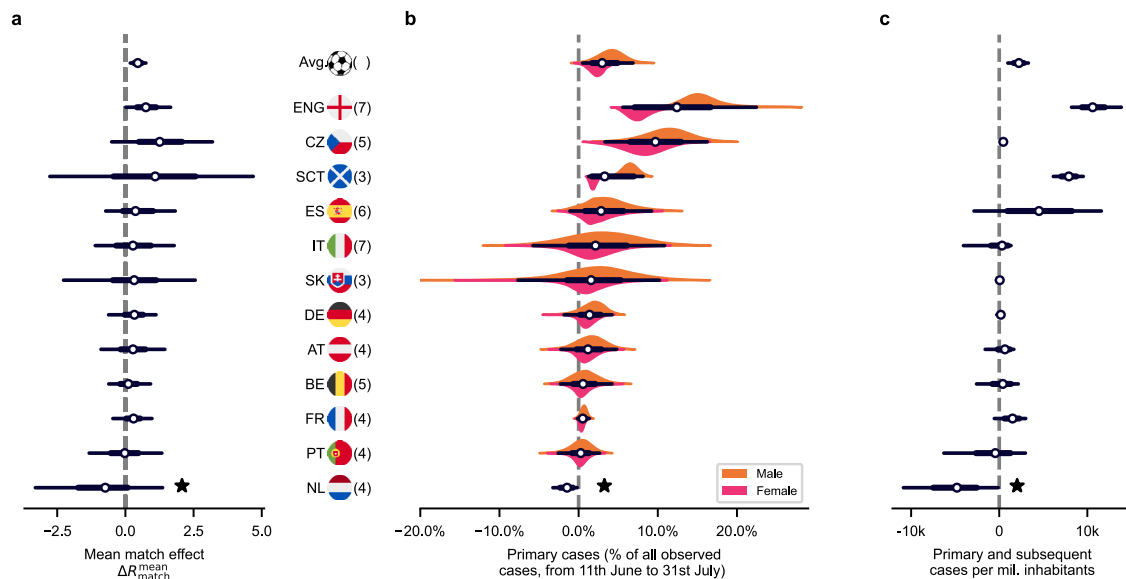 a
b
c
Avg. ( )
ENG (7)
CZ (5)
SCT (3)
ES (6)
IT (7)
SK (3)
DE (4)
AT (4)
BE (5)
FR (4)
PT (4)
NL (4)
Male
Female
−2.5 0.0 2.5 5.0
−20.0% −10.0% 0.0% 10.0% 20.0%
-10k 0 10k
Mean match effect
ΔR^mean_match
Primary cases (% of all observed
cases, from 11th June to 31st July)
Primary and subsequent
cases per mil. inhabitants